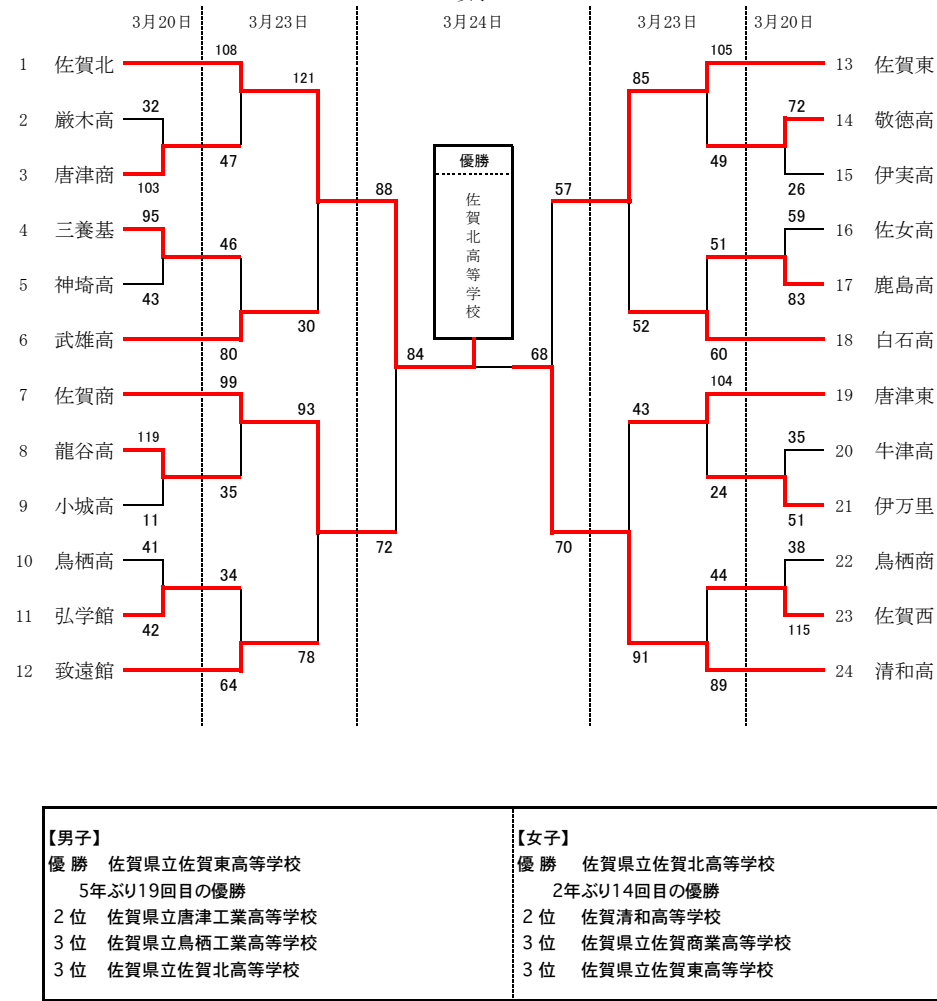 3月20日 3月23日 3月24日 3月23日 3月20日
108 105
1 佐賀北 13 佐賀東
121 85
32 72
2 厳木高 14 敬徳高
47 49
優勝
3 唐津商 15 伊実高
103 26
88 57
佐賀北高等学校
95 59
4 三養基 16 佐女高
46 51
5 神埼高 17 鹿島高
43 83
30 52
6 武雄高 18 白石高
80 60
84 68
99 104
7 佐賀商 19 唐津東
93 43
119 35
8 龍谷高 20 牛津高
35 24
9 小城高 21 伊万里
11 51
72 70
41 38
10 鳥栖高 22 鳥栖商
34 44
11 弘学館 23 佐賀西
42 115
78 91
12 致遠館 24 清和高
64 89
【男子】
優 勝 佐賀県立佐賀東高等学校
5年ぶり19回目の優勝
2 位 佐賀県立唐津工業高等学校
3 位 佐賀県立鳥栖工業高等学校
3 位 佐賀県立佐賀北高等学校
【女子】
優 勝 佐賀県立佐賀北高等学校
2年ぶり14回目の優勝
2 位 佐賀清和高等学校
3 位 佐賀県立佐賀商業高等学校
3 位 佐賀県立佐賀東高等学校